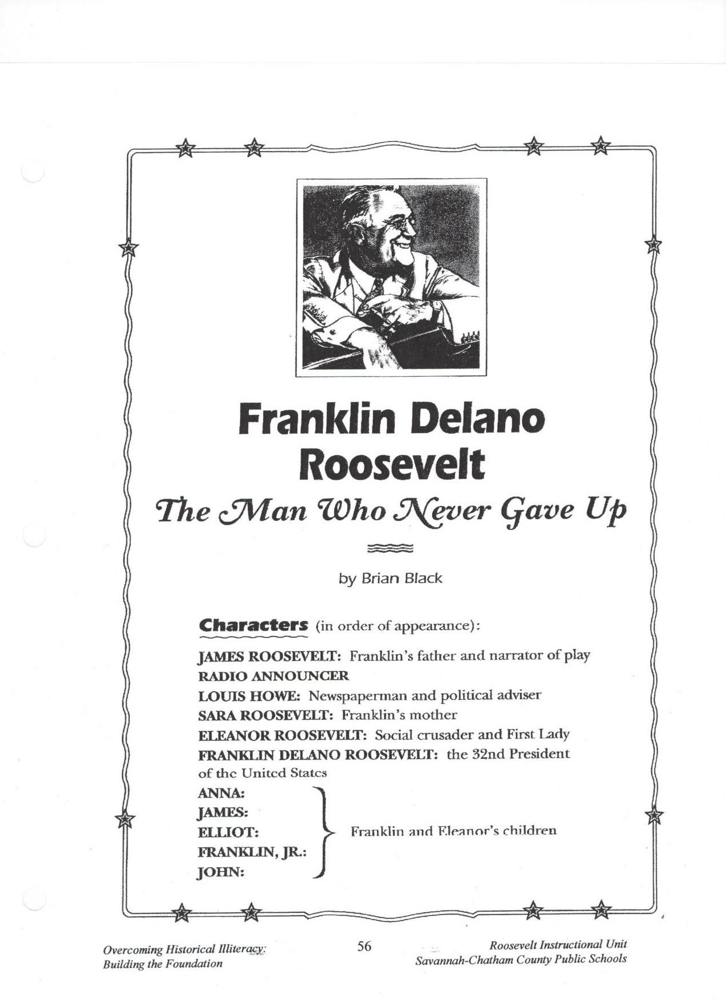 Franklin Delano
Roosevelt
The Man Who Never Gave Up
by Brian Black
Characters (in order of appearance):
JAMES ROOSEVELT: Franklin's father and narrator of play
RADIO ANNOUNCER
LOUIS HOWE: Newspaperman and political adviser
SARA ROOSEVELT: Franklin's mother
ELEANOR ROOSEVELT: Social crusader and First Lady
FRANKLIN DELANO ROOSEVELT: the 32nd President
of the United States
ANNA:
JAMES:
ELLIOT:
FRANKLIN, JR.:
JOHN:
Franklin and Eleanor's children
Overcoming Historical Illiteracy:
Building the Foundation
56
Roosevelt Instructional Unit
Savannah-Chatham County Public Schools